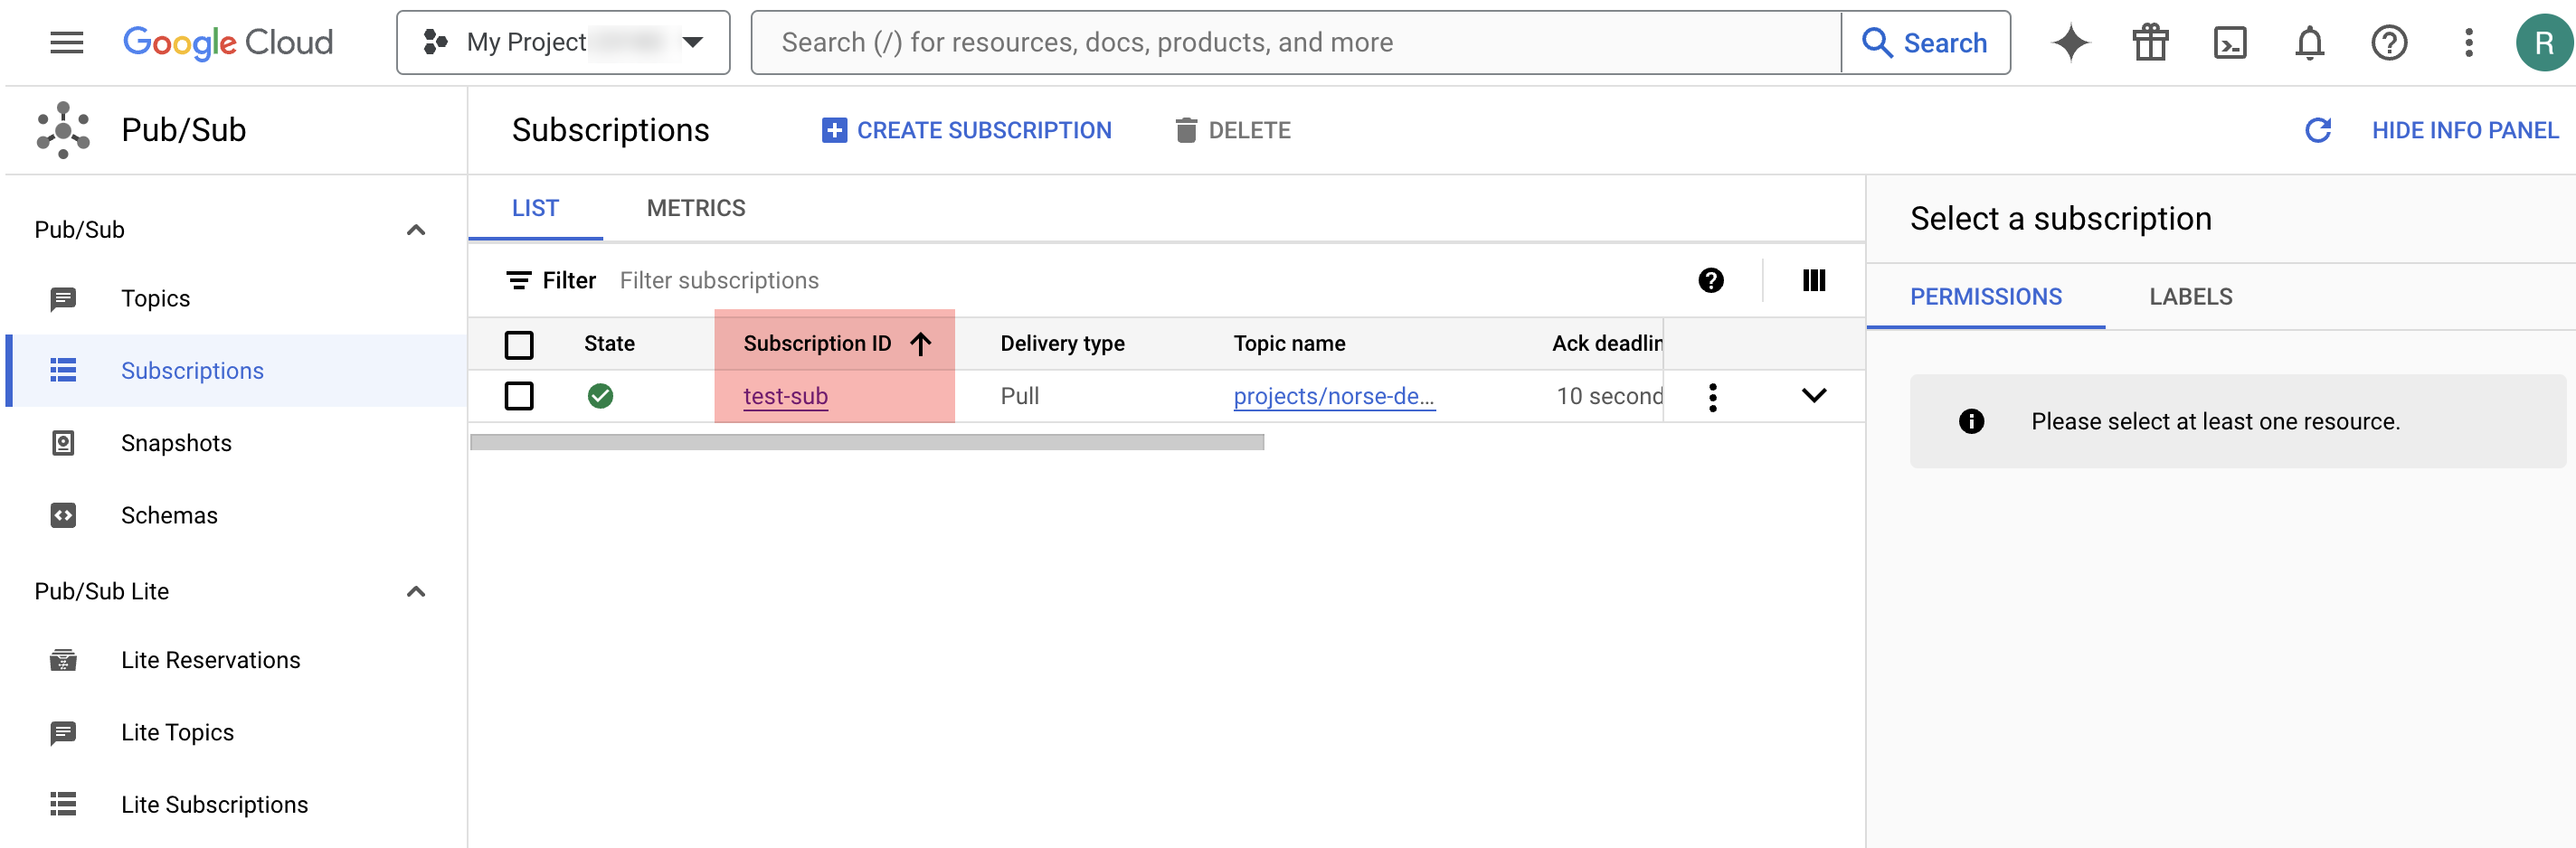 Google Cloud
My Project
Search (/) for resources, docs, products, and more
Search
R
Pub/Sub
Subscriptions
CREATE SUBSCRIPTION
DELETE
HIDE INFO PANEL
Pub/Sub
Topics
Subscriptions
Snapshots
Schemas
Pub/Sub Lite
Lite Reservations
Lite Topics
Lite Subscriptions
LIST METRICS
Filter Filter subscriptions
State Subscription ID Delivery type Topic name Ack deadlin
test-sub Pull projects/norse-de... 10 second
Select a subscription
PERMISSIONS LABELS
Please select at least one resource.